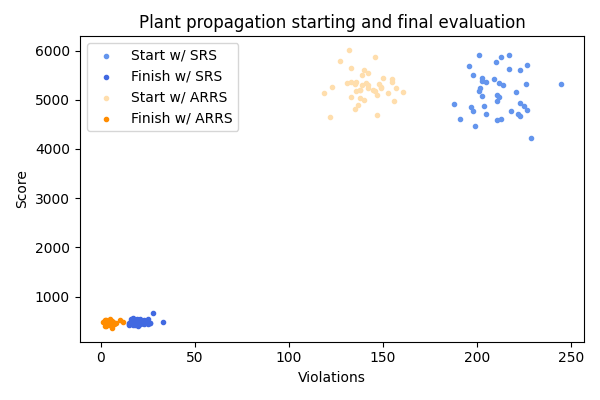 Plant propagation starting and final evaluation
Start w/ SRS
Finish w/ SRS
Start w/ ARRS
Finish w/ ARRS
Score
6000
5000
4000
3000
2000
1000
0 50 100 150 200 250
Violations